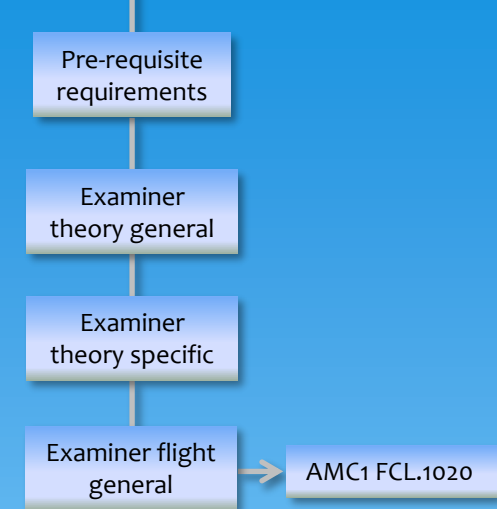 Pre-requisite
requirements
Examiner
theory general
Examiner
theory specific
Examiner flight
general
AMC1 FCL.1020